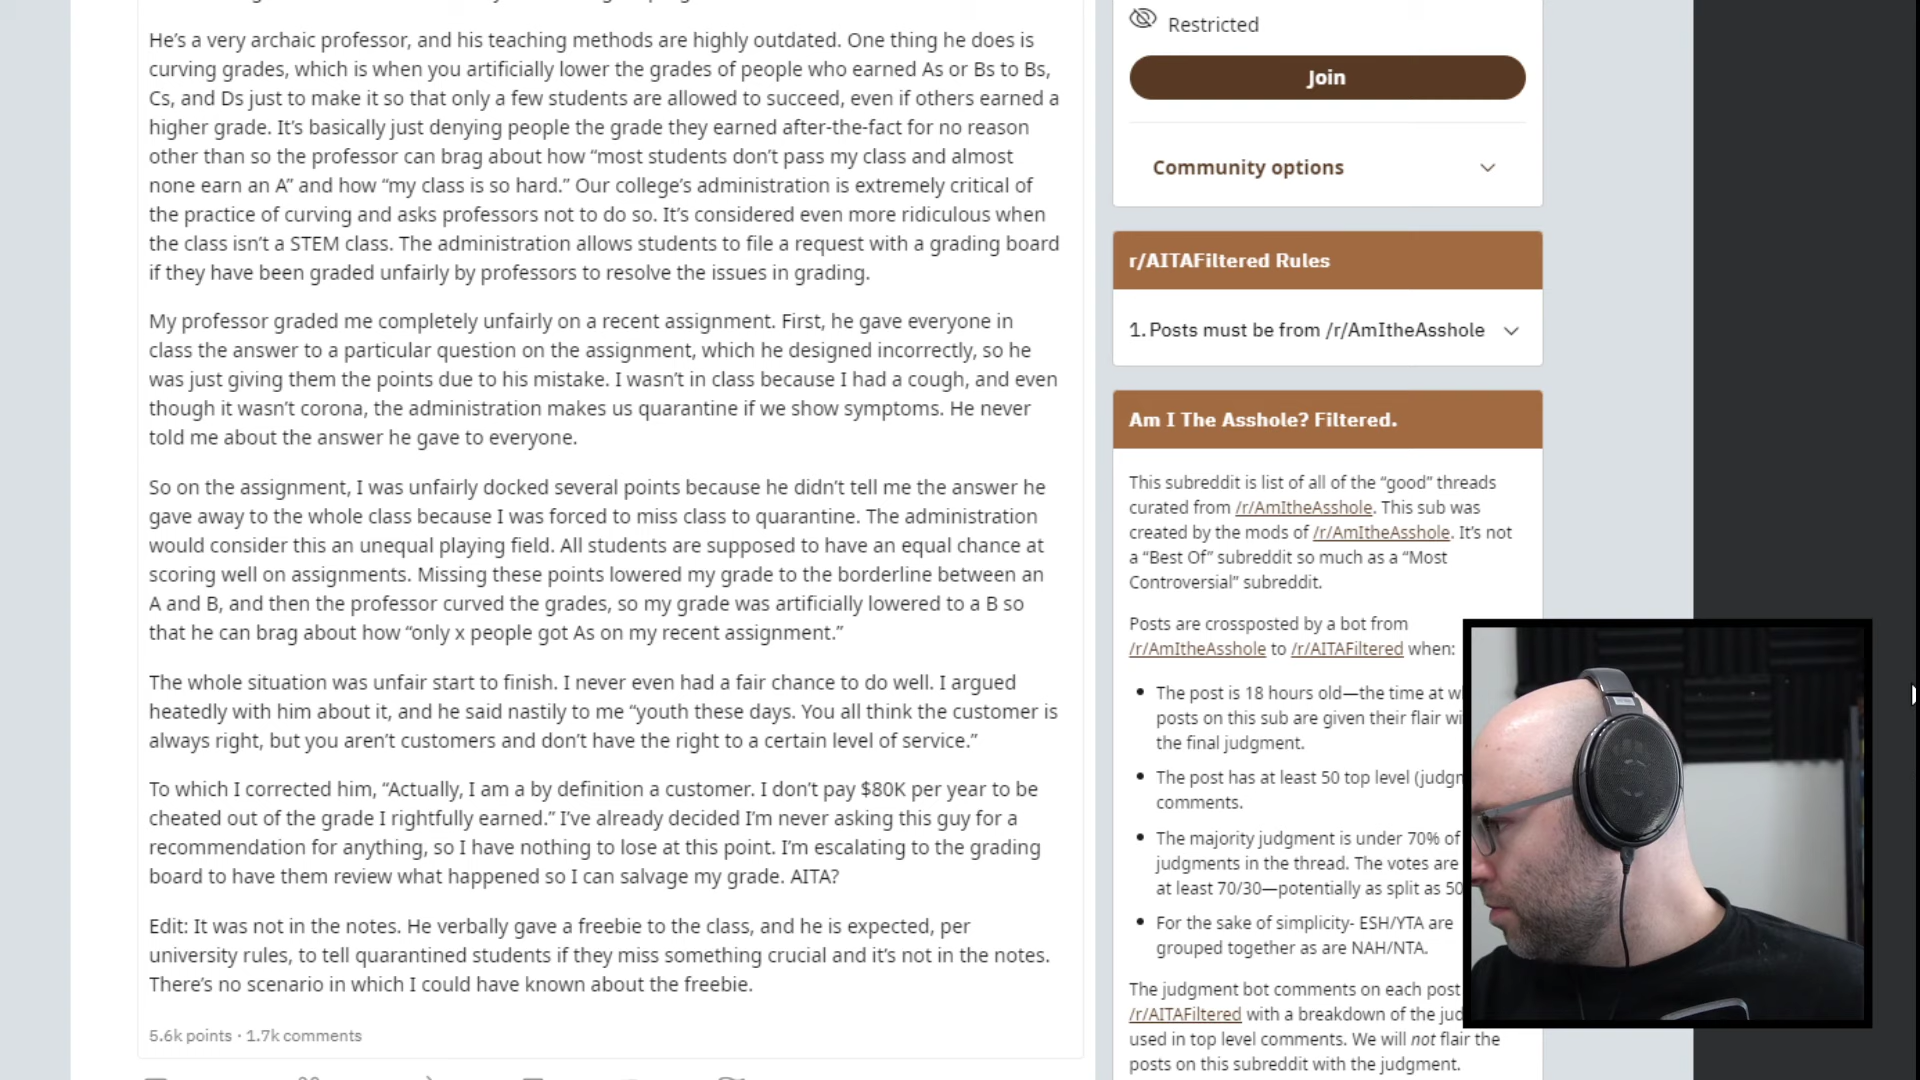 He's a very archaic professor, and his teaching methods are highly outdated. One thing he does is
curving grades, which is when you artificially lower the grades of people who earned As or Bs to Bs,
Cs, and Ds just to make it so that only a few students are allowed to succeed, even if others earned a
higher grade. It's basically just denying people the grade they earned after-the-fact for no reason
other than so the professor can brag about how “most students don't pass my class and almost
none earn an A” and how “my class is so hard.” Our college's administration is extremely critical of
the practice of curving and asks professors not to do so. It's considered even more ridiculous when
the class isn't a STEM class. The administration allows students to file a request with a grading board
if they have been graded unfairly by professors to resolve the issues in grading.
My professor graded me completely unfairly on a recent assignment. First, he gave everyone in
class the answer to a particular question on the assignment, which he designed incorrectly, so he
was just giving them the points due to his mistake. I wasn't in class because I had a cough, and even
though it wasn't corona, the administration makes us quarantine if we show symptoms. He never
told me about the answer he gave to everyone.
So on the assignment, I was unfairly docked several points because he didn't tell me the answer he
gave away to the whole class because I was forced to miss class to quarantine. The administration
would consider this an unequal playing field. All students are supposed to have an equal chance at
scoring well on assignments. Missing these points lowered my grade to the borderline between an
A and B, and then the professor curved the grades, so my grade was artificially lowered to a B so
that he can brag about how “only x people got As on my recent assignment.”
The whole situation was unfair start to finish. I never even had a fair chance to do well. I argued
heatedly with him about it, and he said nastily to me “youth these days. You all think the customer is
always right, but you aren't customers and don't have the right to a certain level of service.”
To which I corrected him, “Actually, I am a by definition a customer. I don't pay $80K per year to be
cheated out of the grade I rightfully earned.” I've already decided I'm never asking this guy for a
recommendation for anything, so I have nothing to lose at this point. I'm escalating to the grading
board to have them review what happened so I can salvage my grade. AITA?
Edit: It was not in the notes. He verbally gave a freebie to the class, and he is expected, per
university rules, to tell quarantined students if they miss something crucial and it's not in the notes.
There's no scenario in which I could have known about the freebie.
5.6k points · 1.7k comments
Restricted
Join
Community options
r/AITAFiltered Rules
1. Posts must be from /r/AmItheAsshole
Am I The Asshole? Filtered.
This subreddit is list of all of the “good” threads
curated from /r/AmItheAsshole. This sub was
created by the mods of /r/AmItheAsshole. It's not
a “Best Of” subreddit so much as a “Most
Controversial” subreddit.
Posts are crossposted by a bot from
/r/AmItheAsshole to /r/AITAFiltered when:
• The post is 18 hours old—the time at
posts on this sub are given their flair
the final judgment.
• The post has at least 50 top level
comments.
• The majority judgment is under 70% of
judgments in the thread. The votes are
at least 70/30—potentially as split as
• For the sake of simplicity- ESH/YTA are
grouped together as are NAH/NTA.
The judgment bot comments on each post
/r/AITAFiltered with a breakdown of the
used in top level comments. We will not flair the
posts on this subreddit with the judgment.